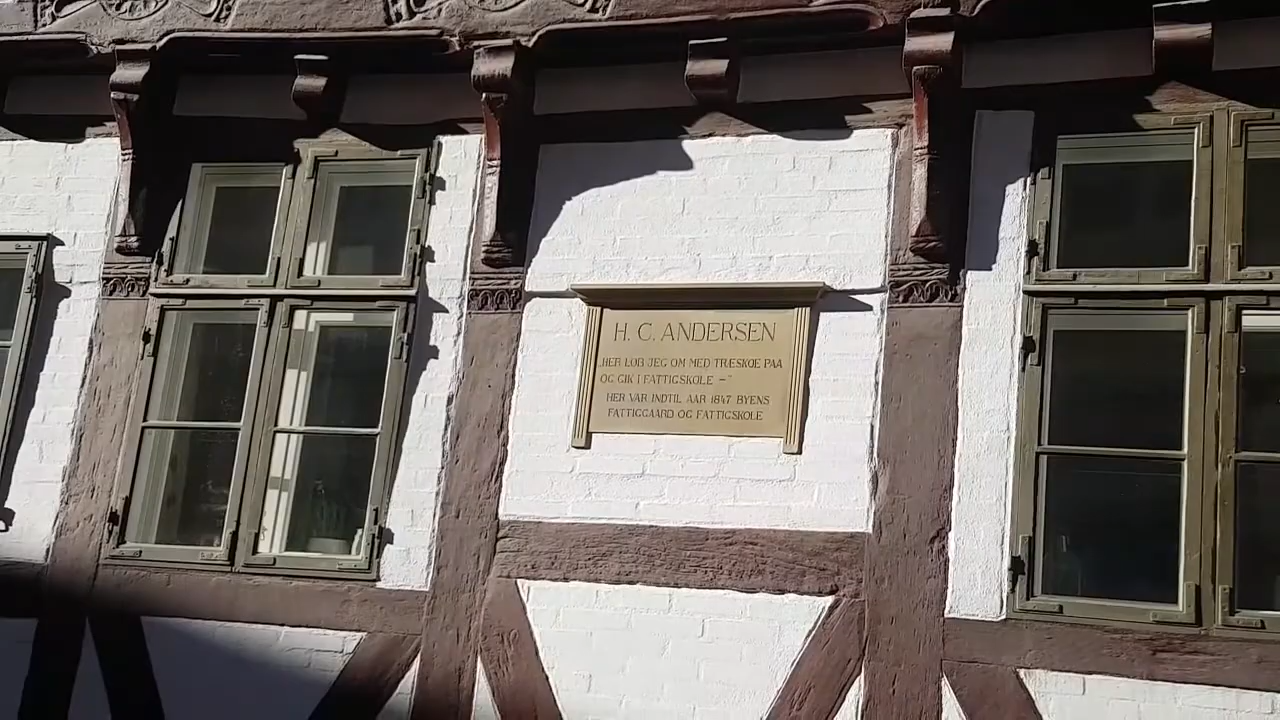 H. C. ANDERSEN
„HER LØB JEG OM MED TRÆSKOE PAA
OG GIK I FATTIGSKOLE —"
HER VAR INDTIL AAR 1847 BYENS
FATTIGGAARD OG FATTIGSKOLE